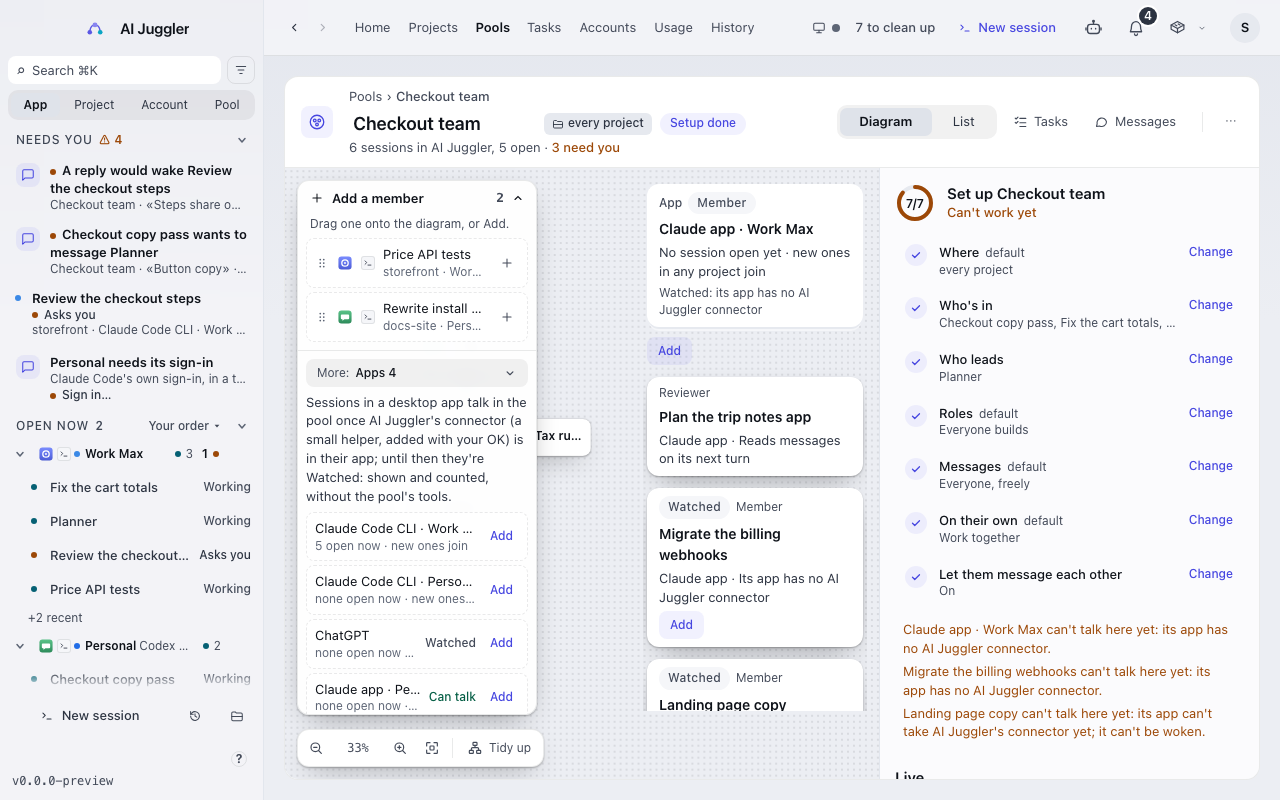 AI Juggler
Search ⌘K
App Project Account Pool
NEEDS YOU 4
A reply would wake Review
the checkout steps
Checkout team · «Steps share o…
Checkout copy pass wants to
message Planner
Checkout team · «Button copy» ·…
Review the checkout steps
Asks you
storefront · Claude Code CLI · Work …
Personal needs its sign-in
Claude Code's own sign-in, in a t…
Sign in…
OPEN NOW 2 Your order
Work Max 3 1
Fix the cart totals Working
Planner Working
Review the checkout… Asks you
Price API tests Working
+2 recent
Personal Codex … 2
Checkout copy pass Working
New session
?
v0.0.0-preview
Home Projects Pools Tasks Accounts Usage History
7 to clean up
New session
4
S
Pools › Checkout team
Checkout team
every project
Setup done
6 sessions in AI Juggler, 5 open · 3 need you
Diagram List
Tasks
Messages
Add a member 2
Drag one onto the diagram, or Add.
Price API tests
storefront · Wor…
Rewrite install …
docs-site · Pers…
More: Apps 4
Sessions in a desktop app talk in the
pool once AI Juggler's connector (a
small helper, added with your OK) is
in their app; until then they're
Watched: shown and counted,
without the pool's tools.
Claude Code CLI · Work …
5 open now · new ones join
Add
Claude Code CLI · Perso…
none open now · new ones…
Add
ChatGPT
none open now …
Watched
Add
Claude app · Pe…
none open now ·…
Can talk
Add
33%
Tidy up
Tax ru…
App Member
Claude app · Work Max
No session open yet · new ones
in any project join
Watched: its app has no AI
Juggler connector
Add
Reviewer
Plan the trip notes app
Claude app · Reads messages
on its next turn
Watched Member
Migrate the billing
webhooks
Claude app · Its app has no AI
Juggler connector
Add
Watched Member
Landing page copy
7/7
Set up Checkout team
Can't work yet
Where default
every project
Change
Who's in
Checkout copy pass, Fix the cart totals, …
Change
Who leads
Planner
Change
Roles default
Everyone builds
Change
Messages default
Everyone, freely
Change
On their own default
Work together
Change
Let them message each other
On
Change
Claude app · Work Max can't talk here yet: its app has
no AI Juggler connector.
Migrate the billing webhooks can't talk here yet: its
app has no AI Juggler connector.
Landing page copy can't talk here yet: its app can't
take AI Juggler's connector yet; it can't be woken.
Live